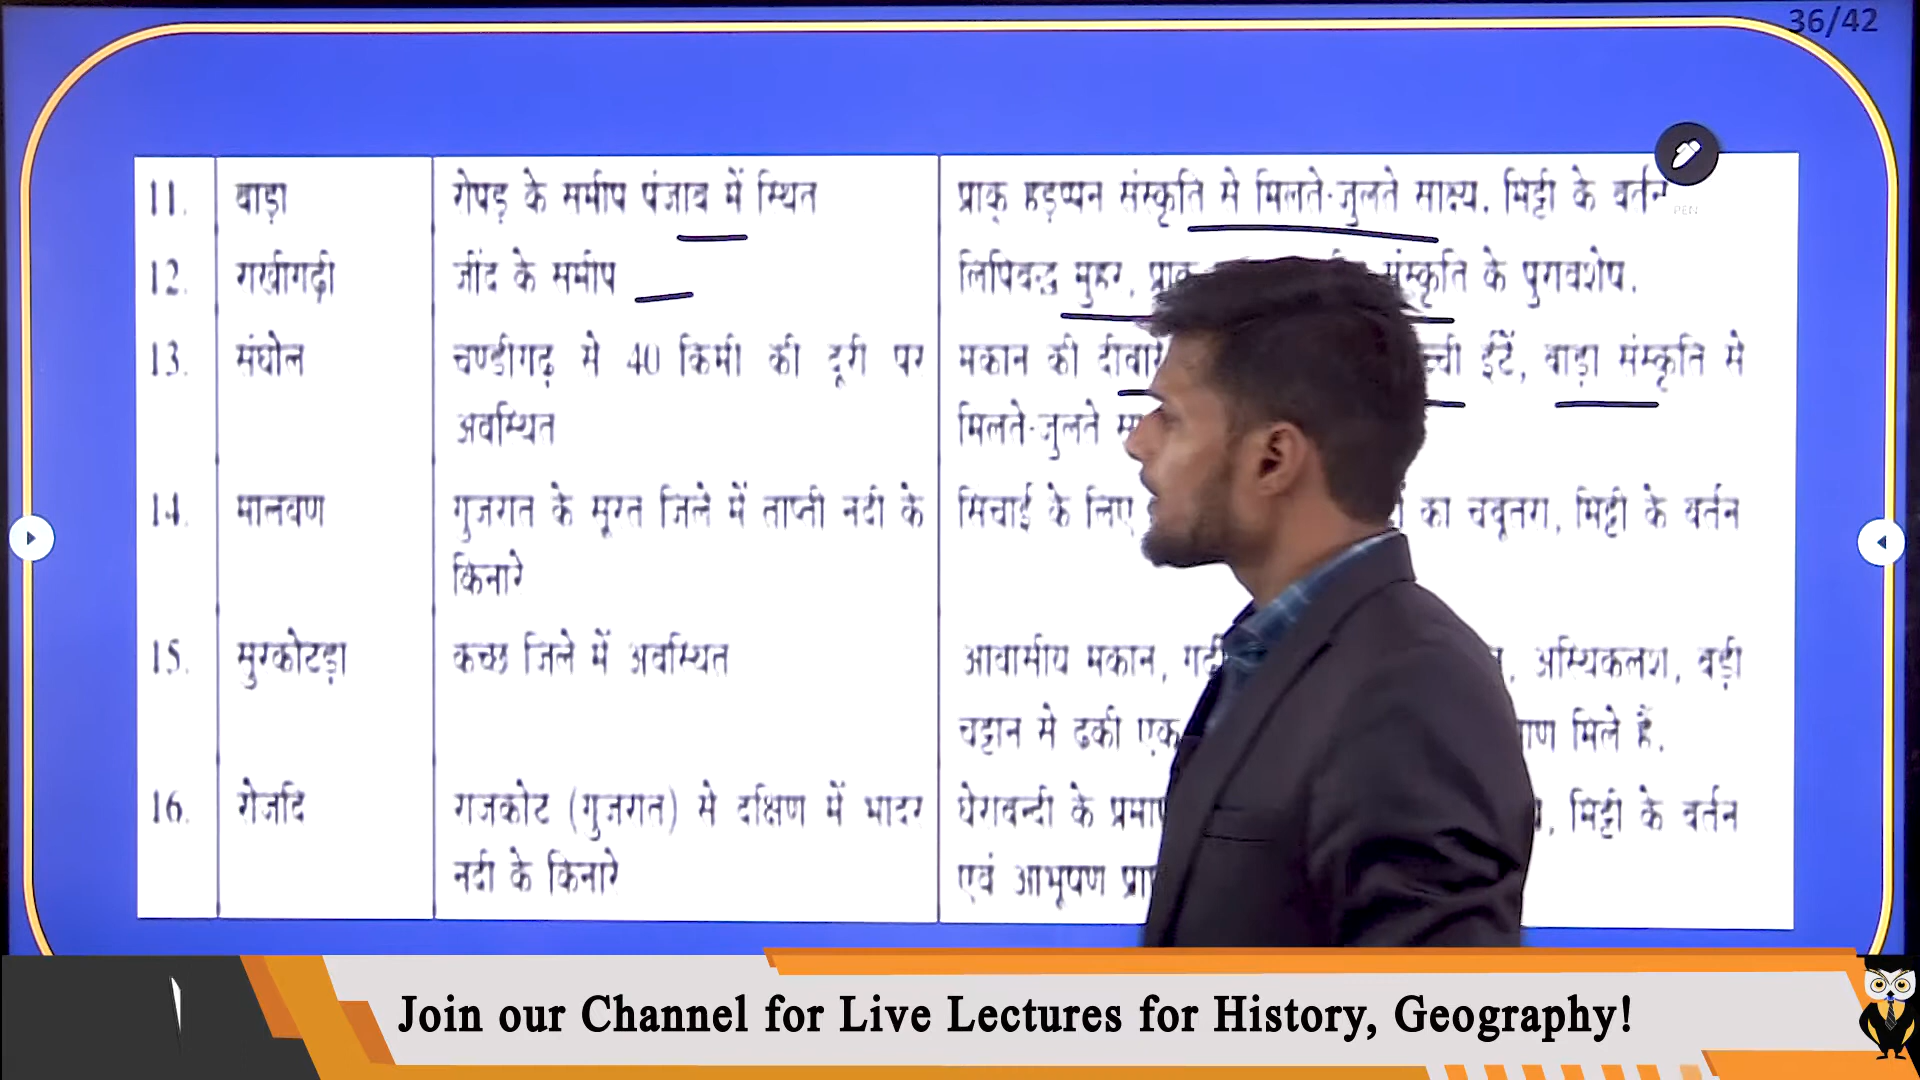 36/42
11. बाड़ा रोपड़ के समीप पंजाब में स्थित प्राक् हड़प्पन संस्कृति से मिलते-जुलते साक्ष्य. मिट्टी के बर्तन
PEN
12. राखीगढ़ी जींद के समीप लिपिबद्ध मुहर, प्राक् संस्कृति के पुरावशेष.
13. संघोल चण्डीगढ़ से 40 किमी की दूरी पर मकान की दीवारें ईंटें, बाड़ा संस्कृति से
अवस्थित मिलते-जुलते
14. मालवण गुजरात के सूरत जिले में ताप्ती नदी के सिंचाई के लिए का चबूतरा, मिट्टी के बर्तन
किनारे
15. सुरकोटड़ा कच्छ जिले में अवस्थित आवासीय मकान, अस्थिकलश, बड़ी
चट्टान से ढकी एक मिले हैं.
16. रोजदि राजकोट (गुजरात) से दक्षिण में भादर घेराबन्दी के मिट्टी के बर्तन
नदी के किनारे एवं आभूषण
Join our Channel for Live Lectures for History, Geography!